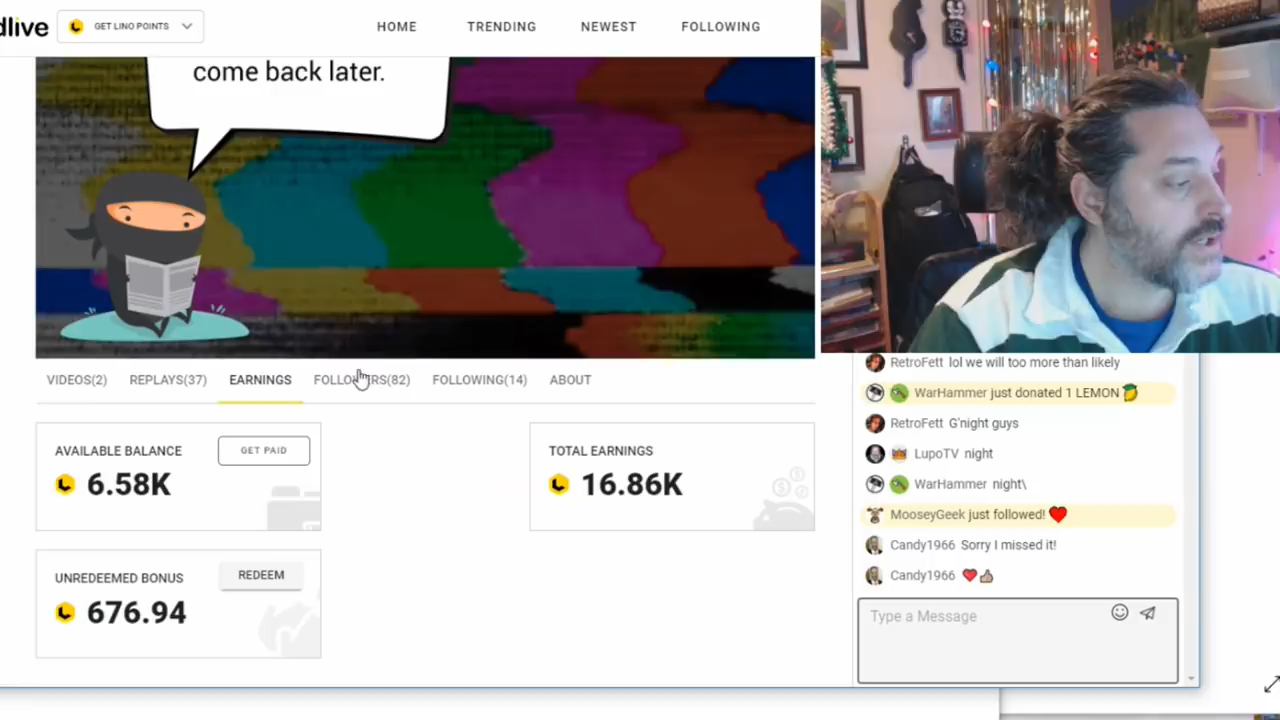 dlive
GET LINO POINTS
HOME
TRENDING
NEWEST
FOLLOWING
come back later.
VIDEOS(2)
REPLAYS(37)
EARNINGS
FOLLOWERS(82)
FOLLOWING(14)
ABOUT
AVAILABLE BALANCE
GET PAID
6.58K
TOTAL EARNINGS
16.86K
UNREDEEMED BONUS
REDEEM
676.94
RetroFett lol we will too more than likely
WarHammer just donated 1 LEMON
RetroFett G'night guys
LupoTV night
WarHammer night\
MooseyGeek just followed!
Candy1966 Sorry I missed it!
Candy1966
Type a Message